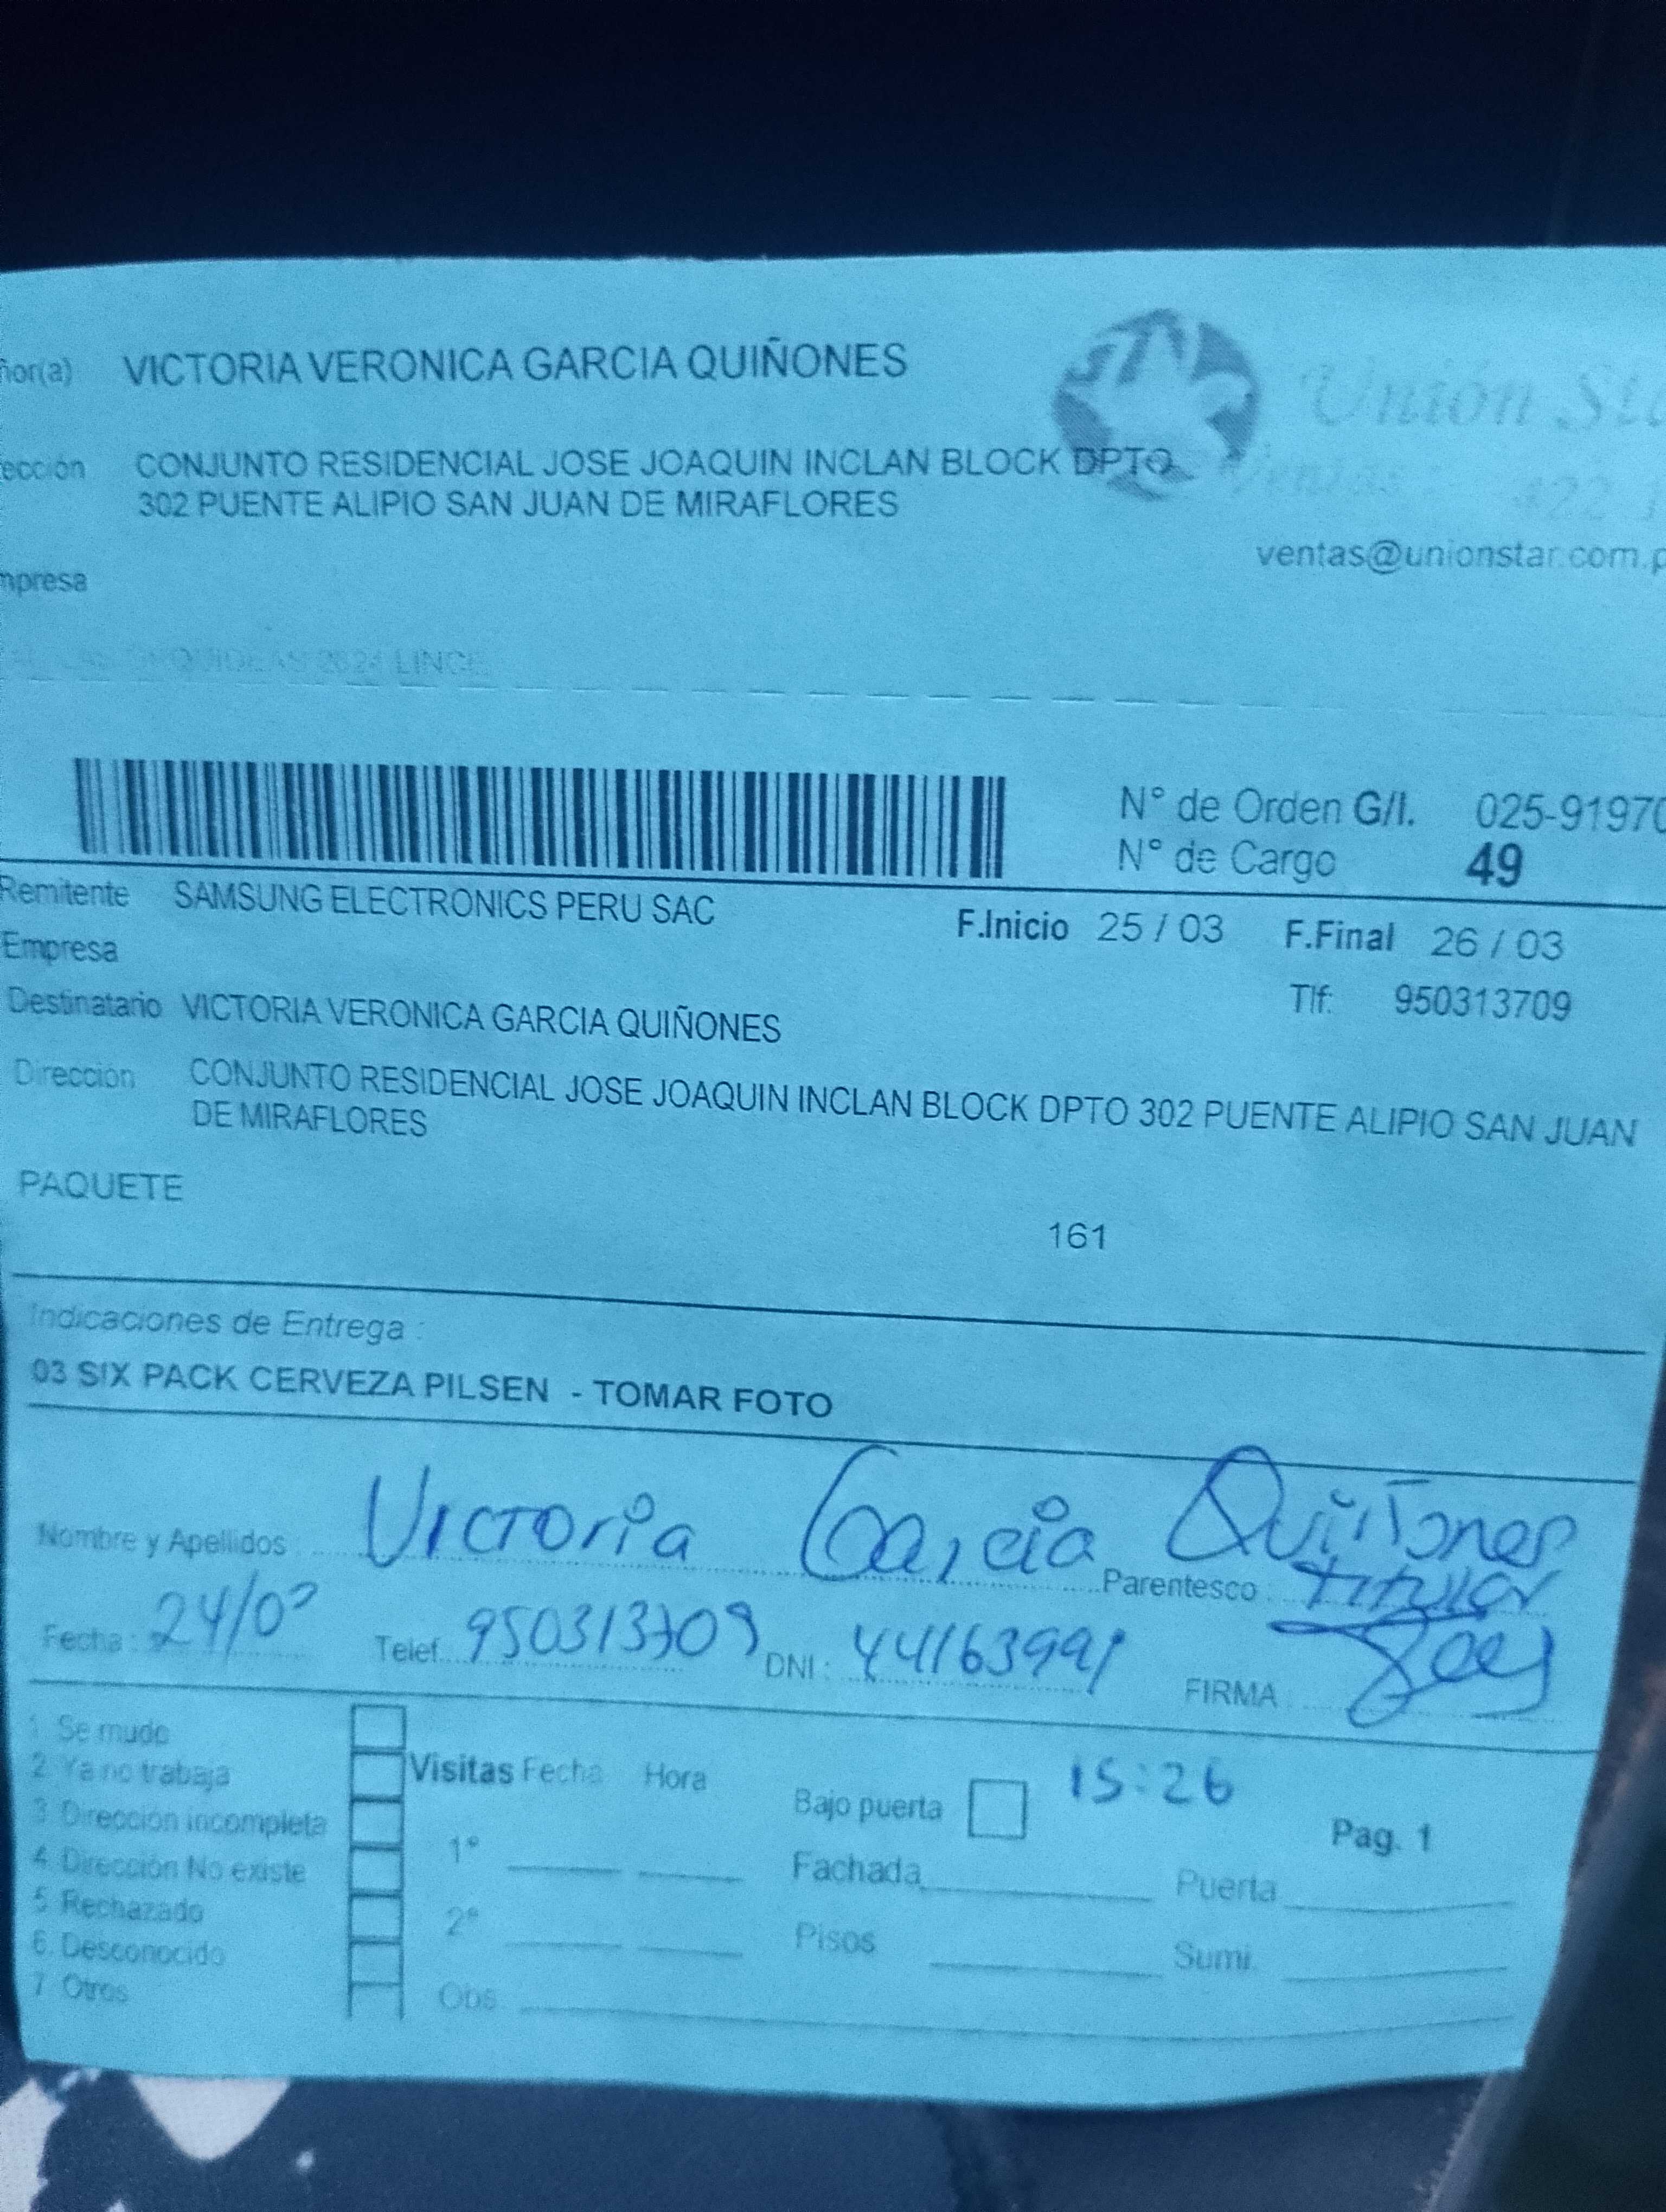 ñor(a) VICTORIA VERONICA GARCIA QUIÑONES
Unión St
ección CONJUNTO RESIDENCIAL JOSE JOAQUIN INCLAN BLOCK DPTO
302 PUENTE ALIPIO SAN JUAN DE MIRAFLORES
Ventas 422
ventas@unionstar.com.p
mpresa
LINCE
N° de Orden G/I. 025-91970
N° de Cargo 49
Remitente SAMSUNG ELECTRONICS PERU SAC
F.Inicio 25 / 03 F.Final 26 / 03
Empresa
Tlf: 950313709
Destinatario VICTORIA VERONICA GARCIA QUIÑONES
Dirección CONJUNTO RESIDENCIAL JOSE JOAQUIN INCLAN BLOCK DPTO 302 PUENTE ALIPIO SAN JUAN
DE MIRAFLORES
PAQUETE
161
Indicaciones de Entrega :
03 SIX PACK CERVEZA PILSEN - TOMAR FOTO
Nombre y Apellidos Victoria Garcia Quiñones
Parentesco : titular
Fecha : 24/03 Telef. 950313709 DNI : 44163991 FIRMA :
1 Se mudo
2 Ya no trabaja
3 Dirección incompleta
4 Dirección No existe
5 Rechazado
6. Desconocido
7 Otros
Visitas Fecha Hora
1°
2°
Obs.
Bajo puerta 15:26
Pag. 1
Fachada Puerta
Pisos Sumi.